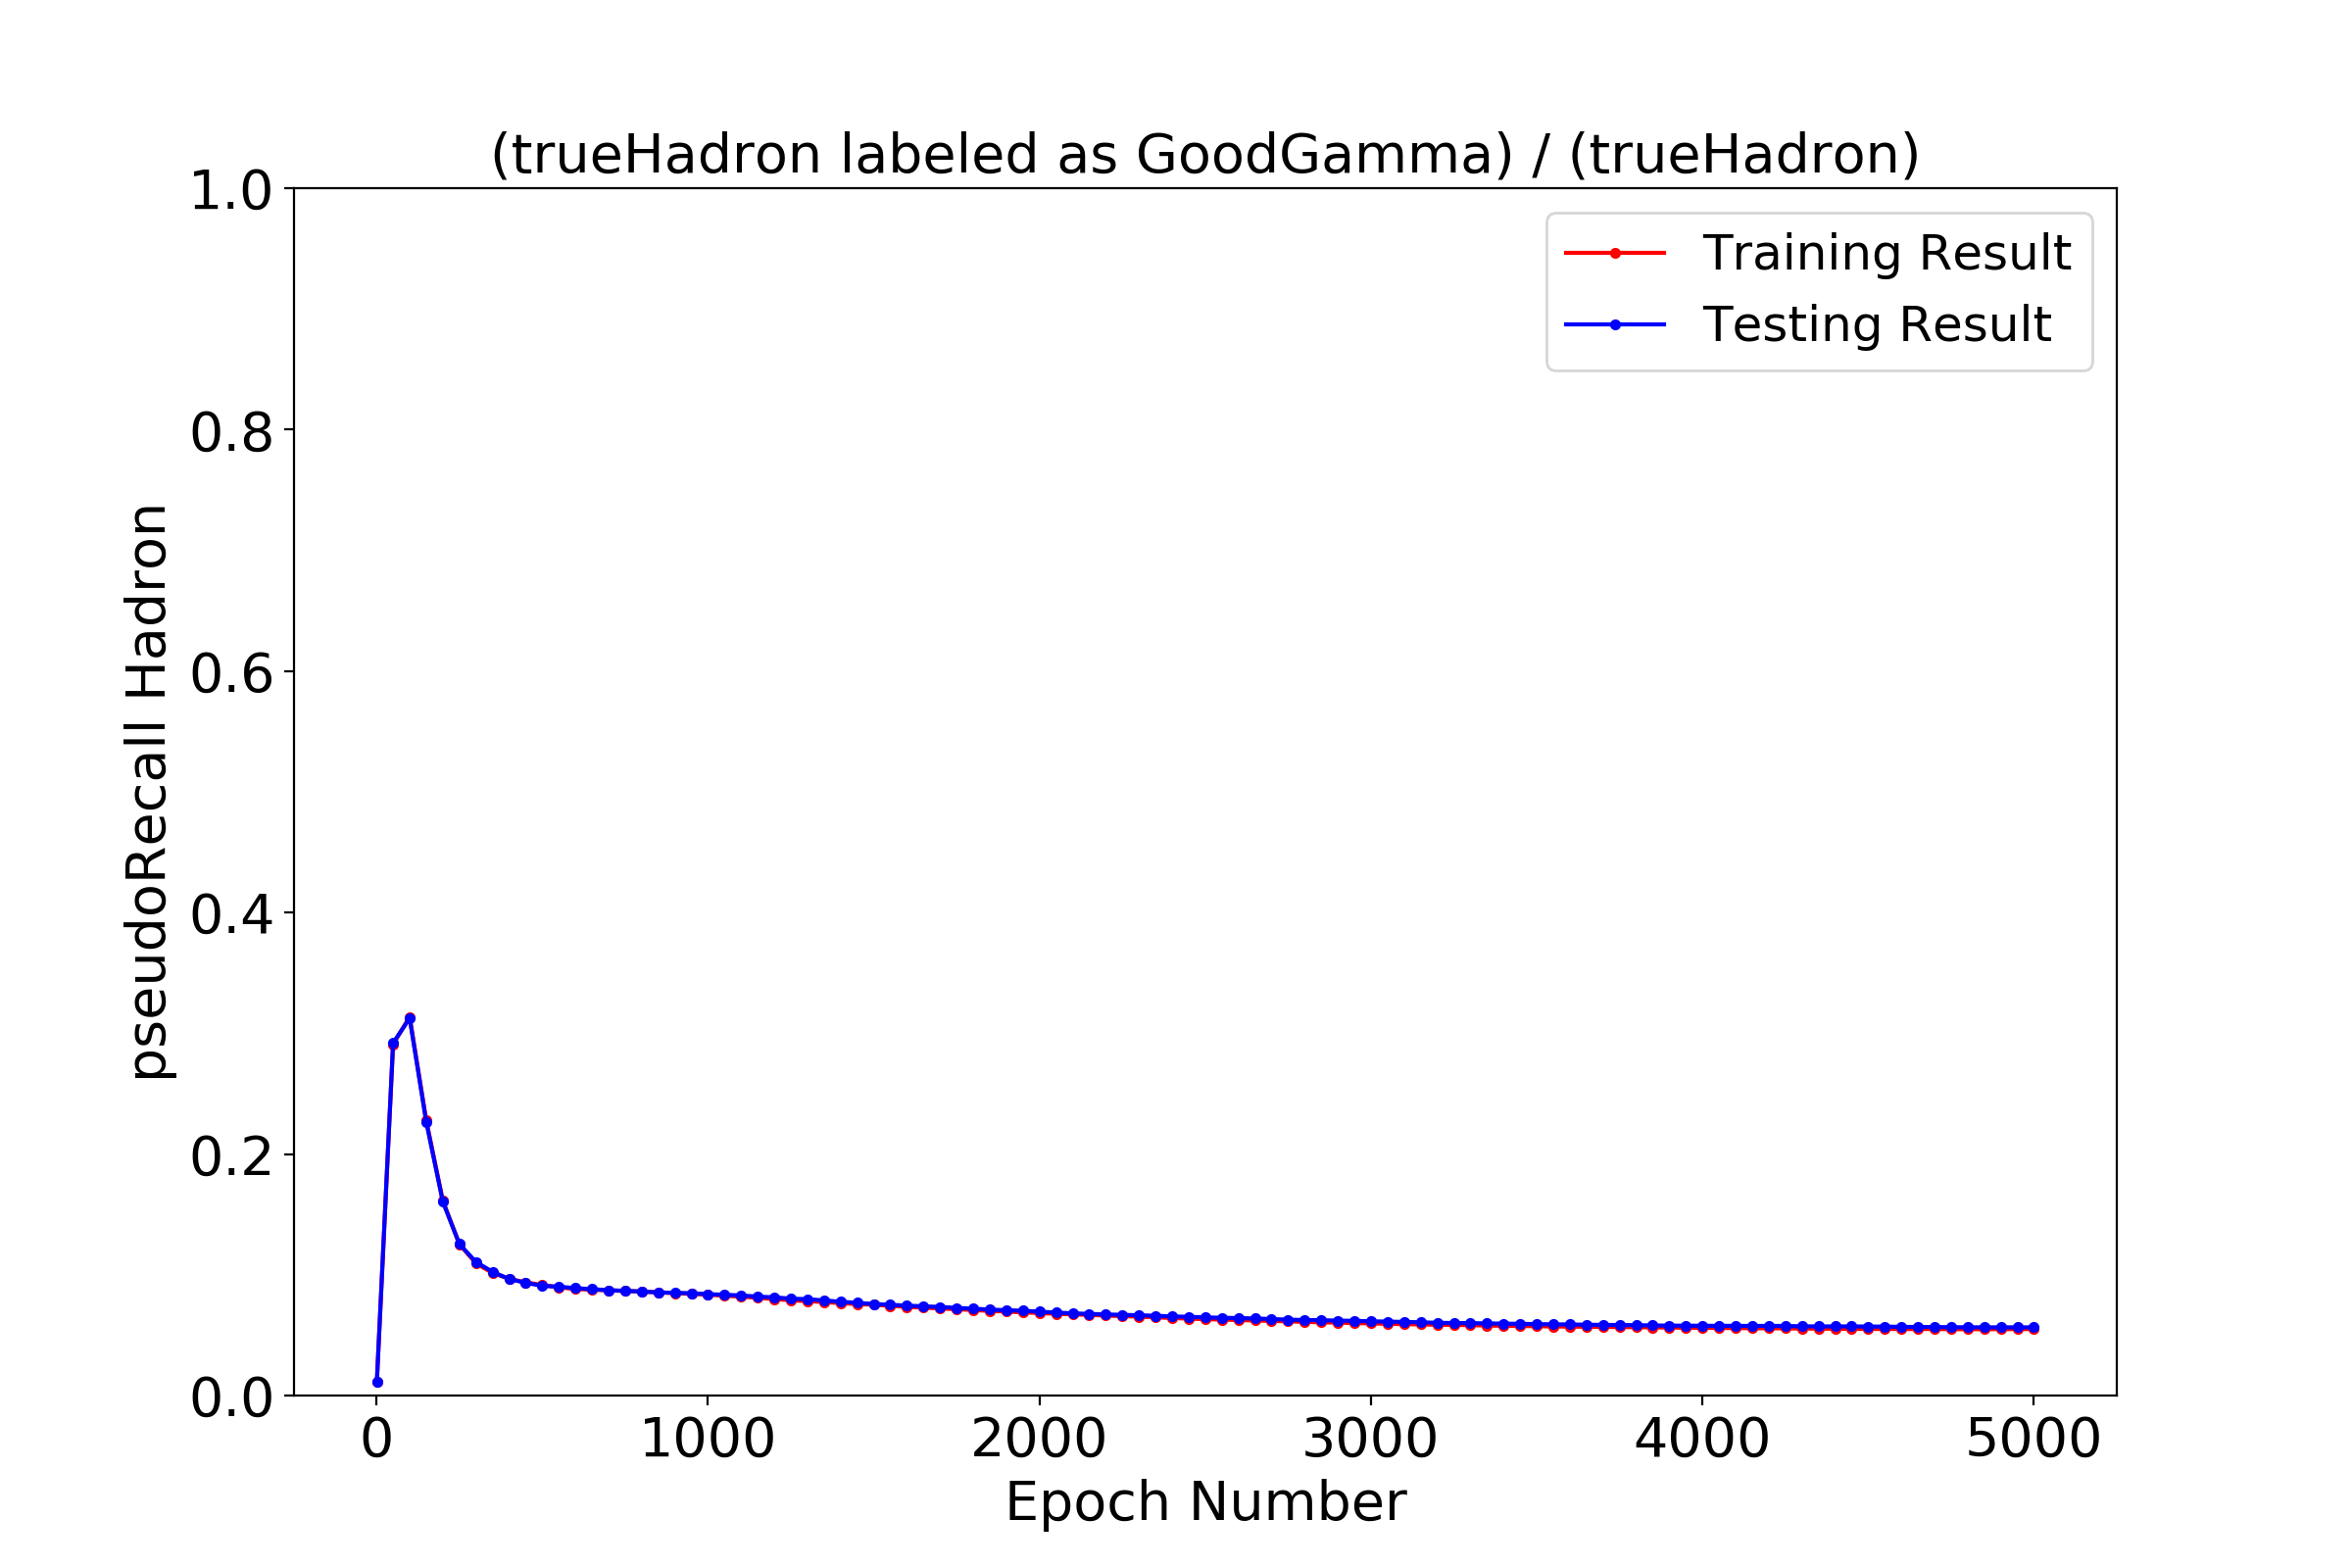 (trueHadron labeled as GoodGamma) / (trueHadron)
1.0
0.8
0.6
0.4
0.2
0.0
pseudoRecall Hadron
Training Result
Testing Result
0 1000 2000 3000 4000 5000
Epoch Number